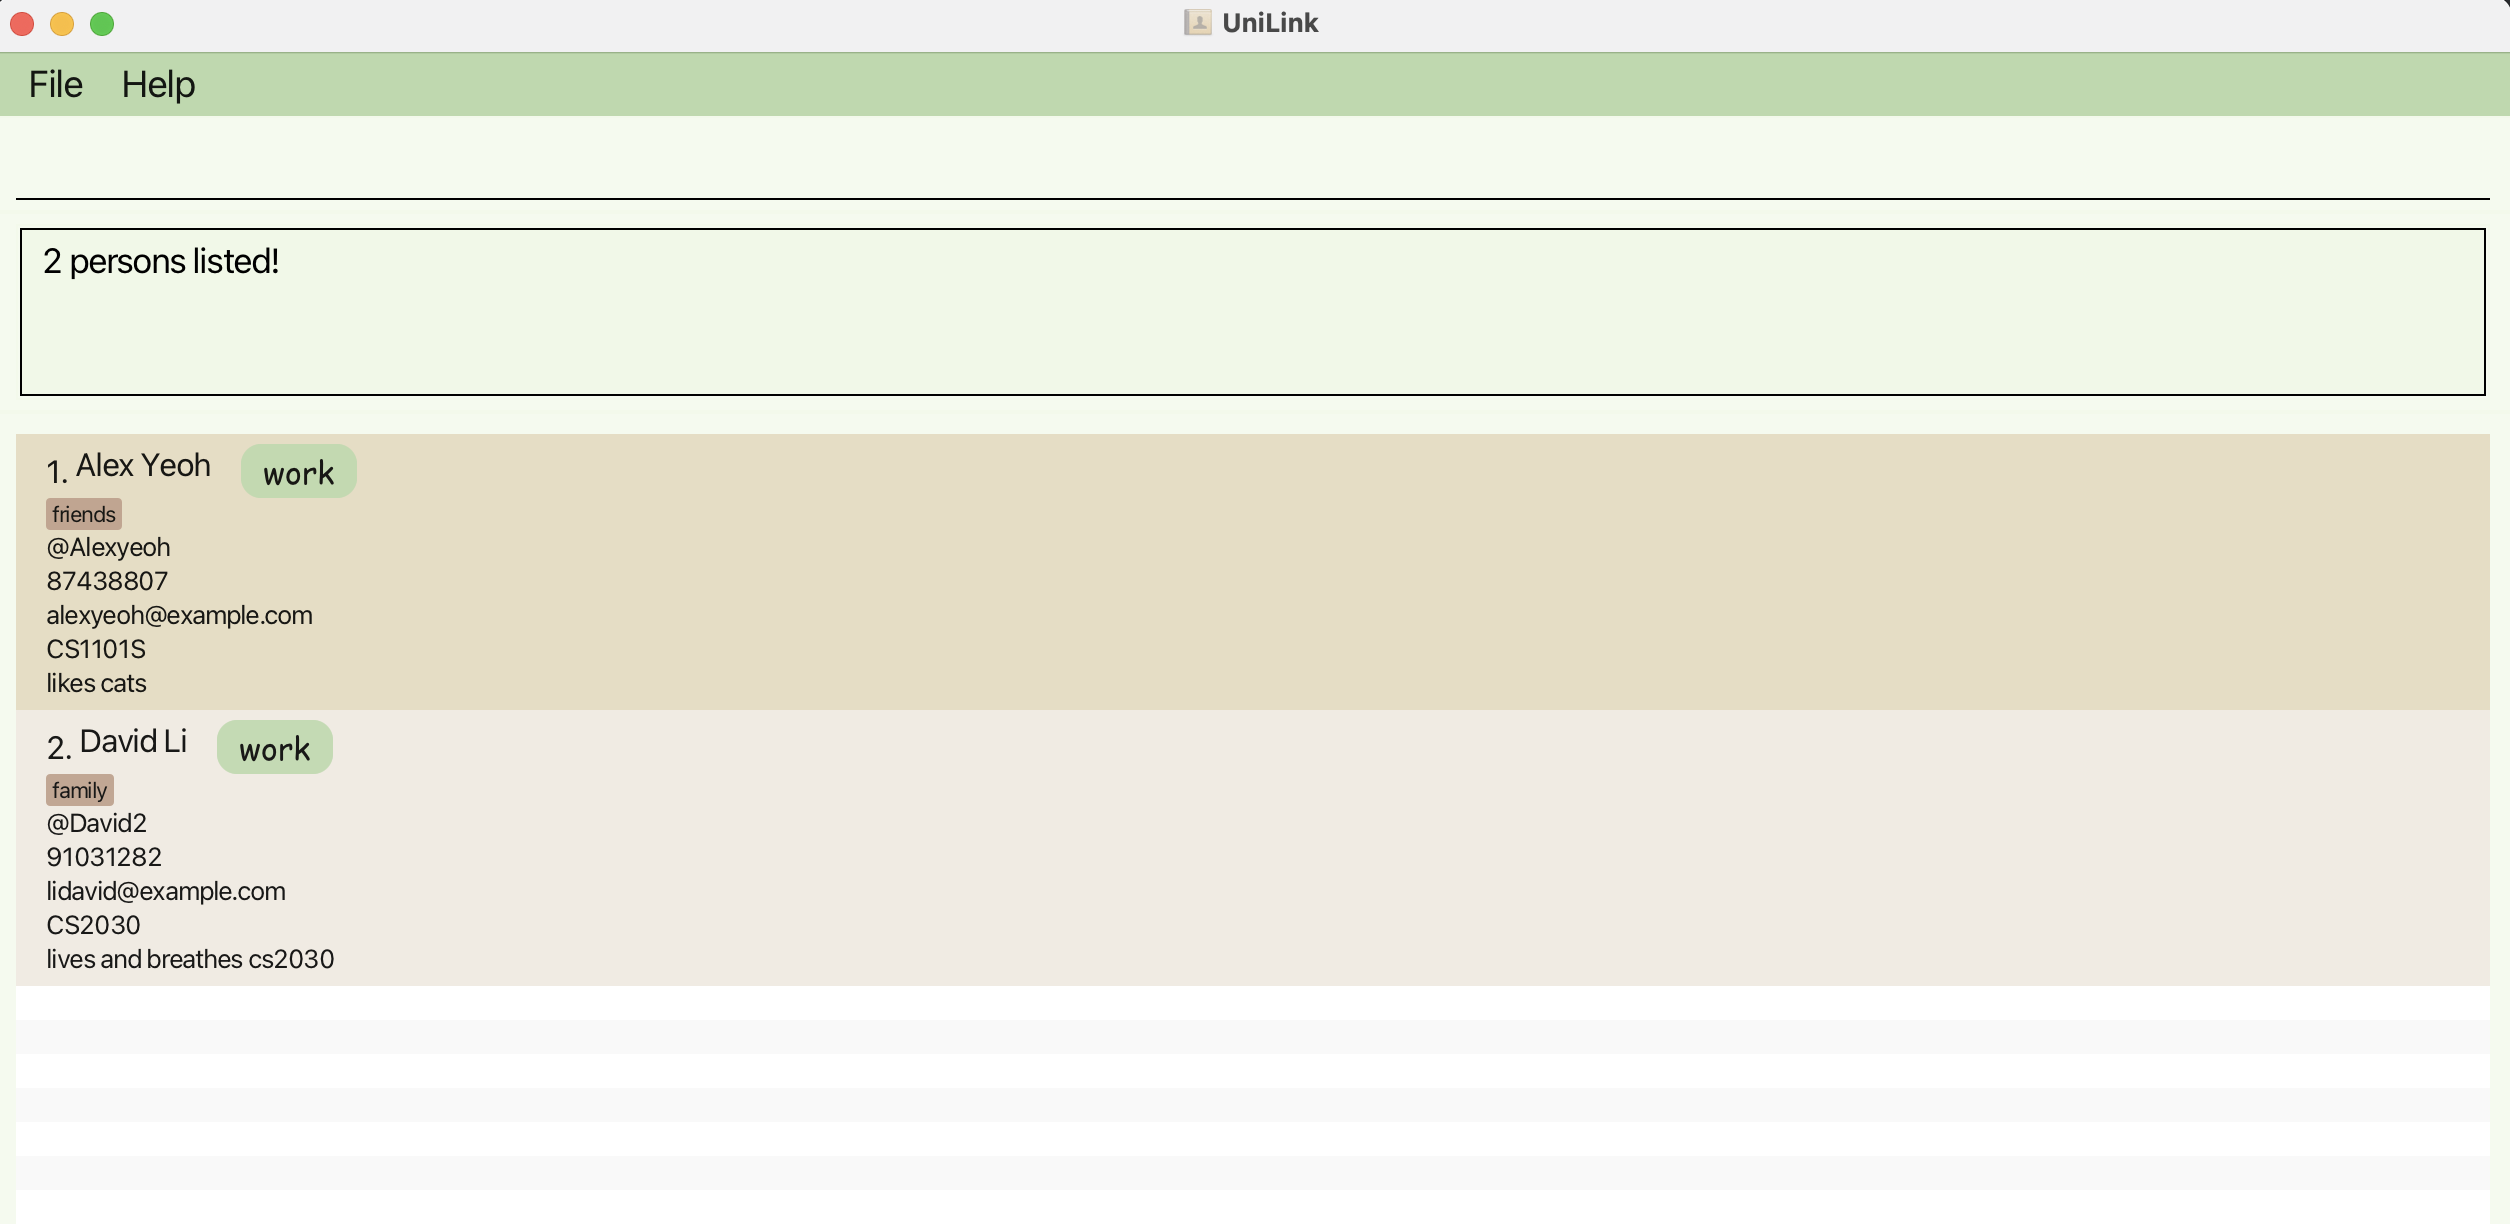 UniLink
File Help
2 persons listed!
1. Alex Yeoh work
friends
@Alexyeoh
87438807
alexyeoh@example.com
CS1101S
likes cats
2. David Li work
family
@David2
91031282
lidavid@example.com
CS2030
lives and breathes cs2030